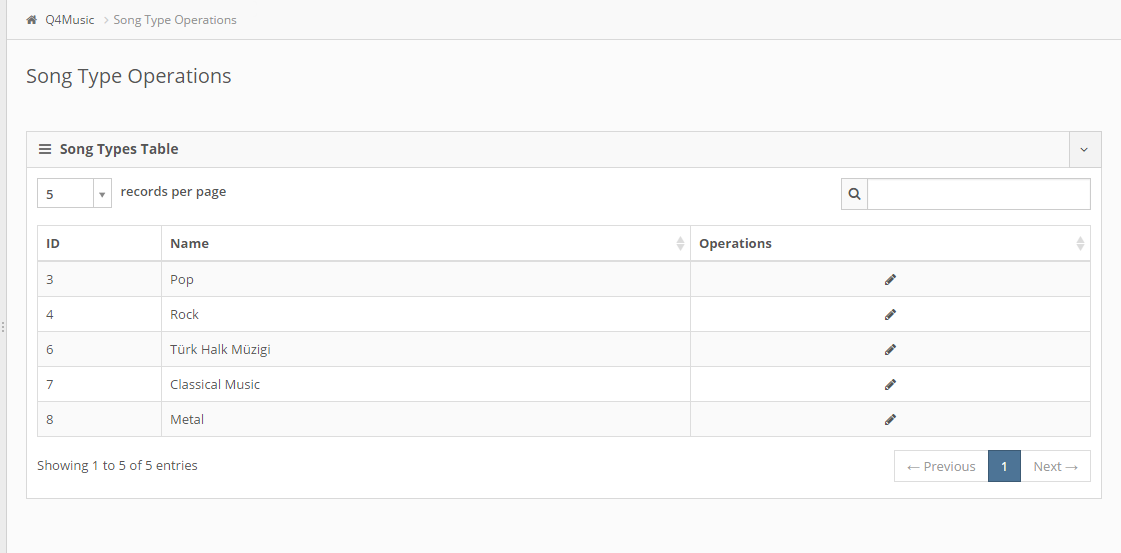 Q4Music > Song Type Operations
Song Type Operations
Song Types Table
5 records per page
ID Name Operations
3 Pop
4 Rock
6 Türk Halk Müzigi
7 Classical Music
8 Metal
Showing 1 to 5 of 5 entries ← Previous 1 Next →